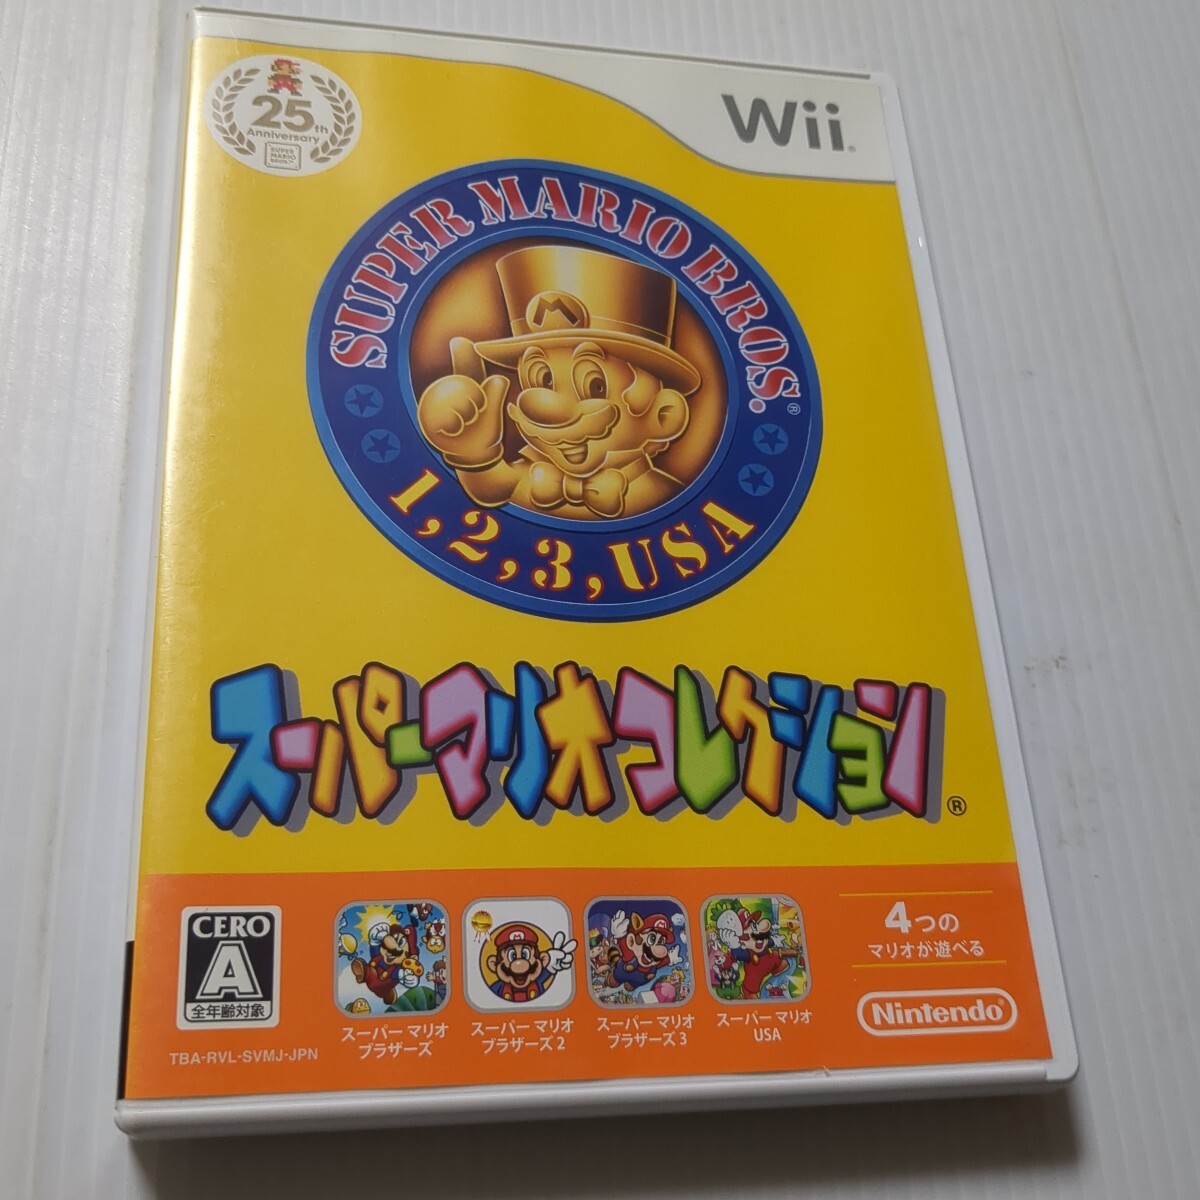 25th
Anniversary
SUPER
MARIO
BROS.
Wii
SUPER MARIO BROS.®
M
1, 2, 3, USA
スーパーマリオコレクション®
CERO
A
全年齢対象
TBA-RVL-SVMJ-JPN
スーパー マリオ
ブラザーズ
スーパー マリオ
ブラザーズ 2
スーパー マリオ
ブラザーズ 3
スーパー マリオ
USA
4つの
マリオが遊べる
Nintendo®